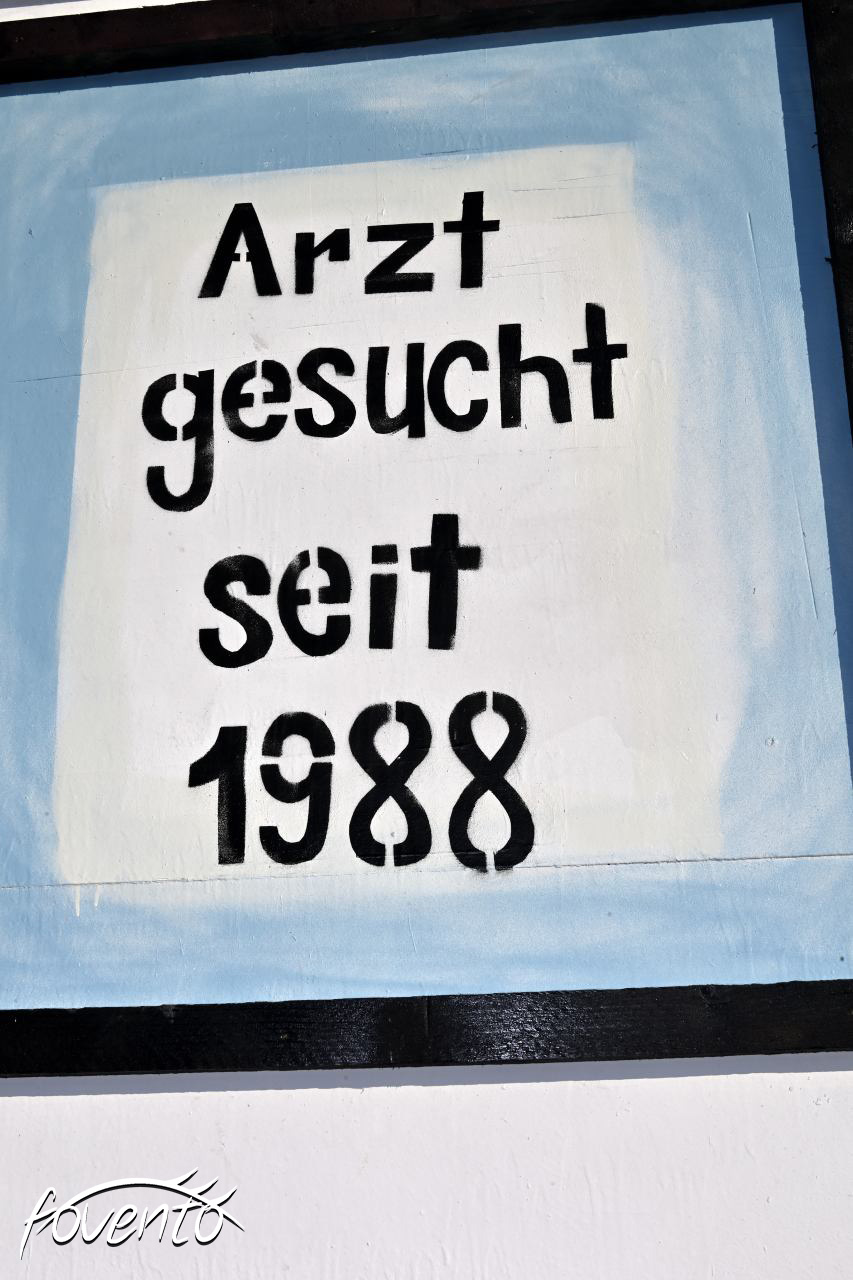 Arzt
gesucht
seit
1988
fovento